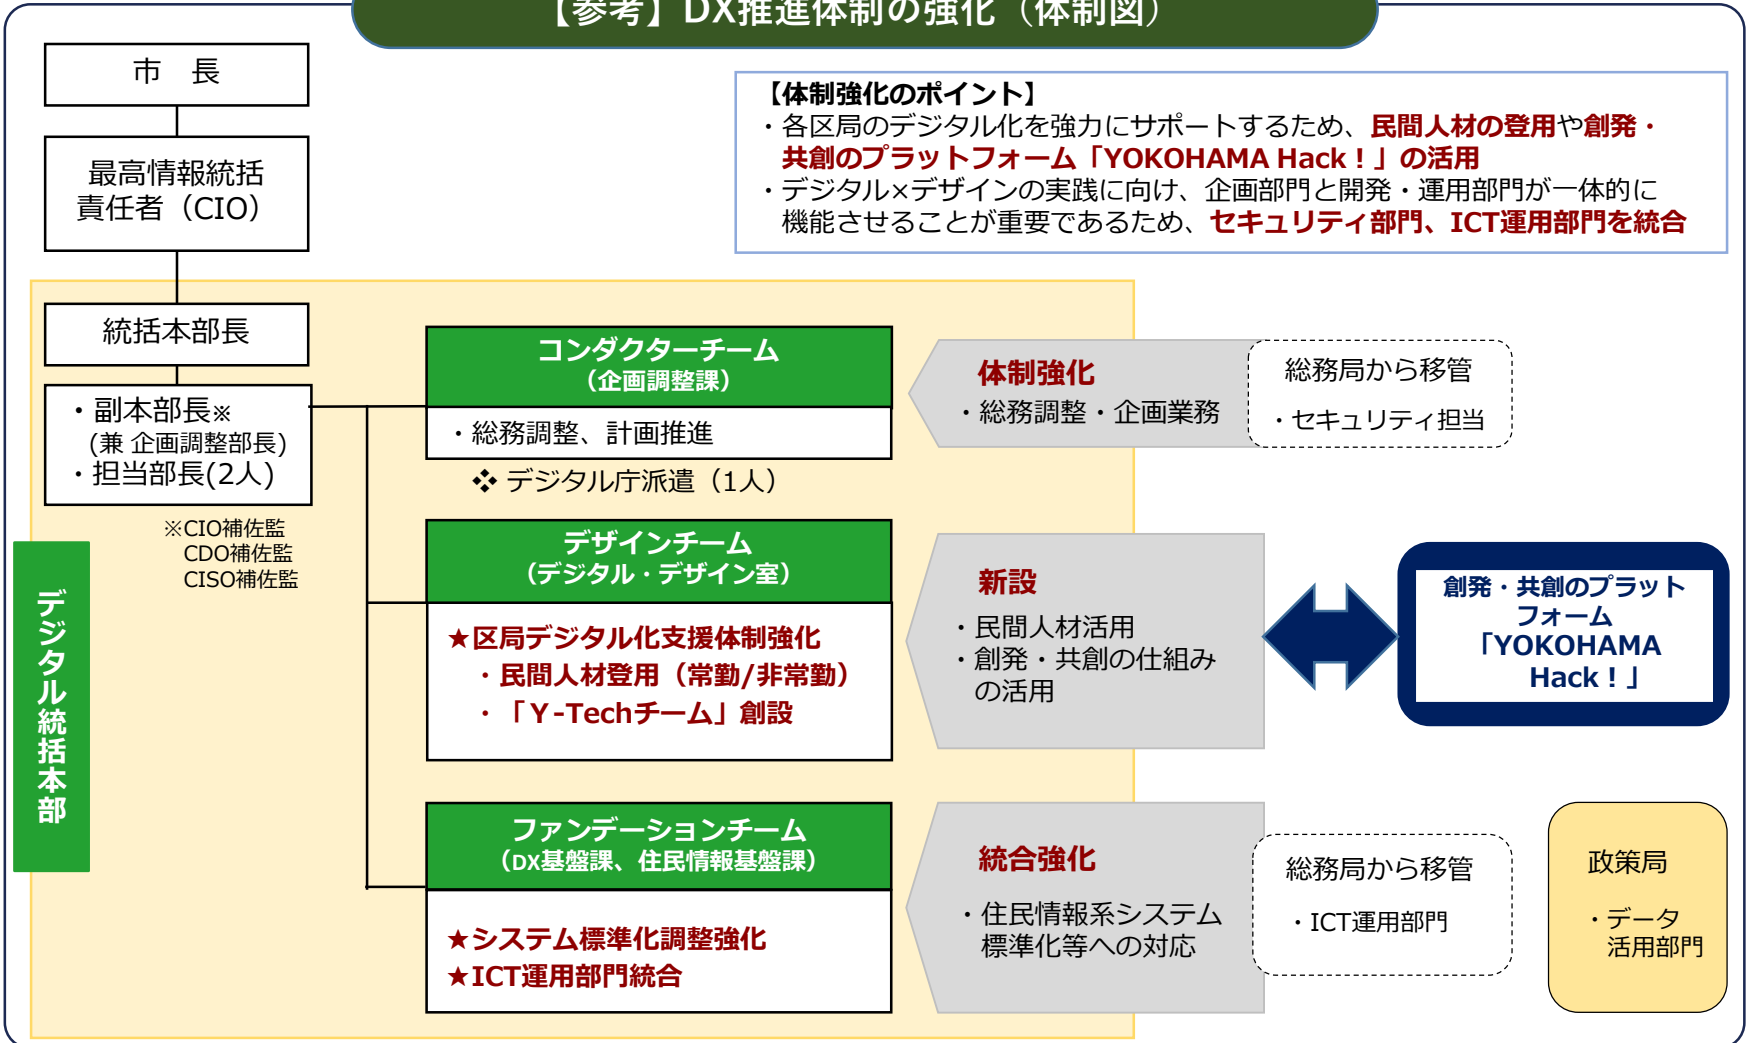 【参考】DX推進体制の強化（体制図）
市　長
最高情報統括
責任者（CIO）
【体制強化のポイント】
・各区局のデジタル化を強力にサポートするため、民間人材の登用や創発・
共創のプラットフォーム「YOKOHAMA Hack！」の活用
・デジタル×デザインの実践に向け、企画部門と開発・運用部門が一体的に
機能させることが重要であるため、セキュリティ部門、ICT運用部門を統合
統括本部長
・副本部長※
(兼 企画調整部長)
・担当部長(2人)
※CIO補佐監
CDO補佐監
CISO補佐監
デジタル統括本部
コンダクターチーム
（企画調整課）
・総務調整、計画推進
❖ デジタル庁派遣（1人）
体制強化
・総務調整・企画業務
総務局から移管
・セキュリティ担当
デザインチーム
（デジタル・デザイン室）
★区局デジタル化支援体制強化
・民間人材登用（常勤/非常勤）
・「Ｙ-Techチーム」創設
新設
・民間人材活用
・創発・共創の仕組み
の活用
創発・共創のプラット
フォーム
「YOKOHAMA
Hack！」
ファンデーションチーム
（DX基盤課、住民情報基盤課）
★システム標準化調整強化
★ICT運用部門統合
統合強化
・住民情報系システム
標準化等への対応
総務局から移管
・ICT運用部門
政策局
・データ
活用部門